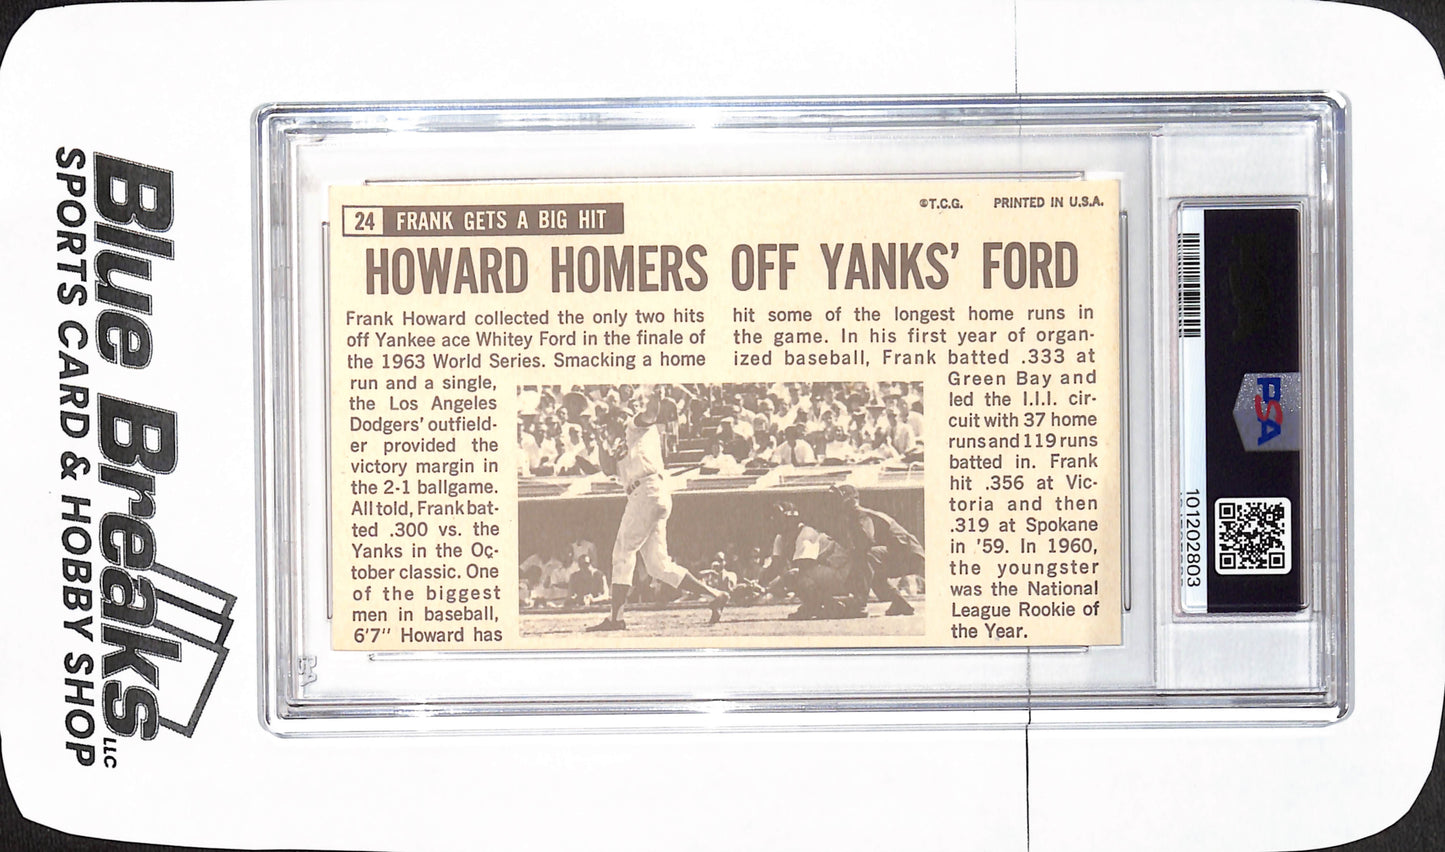 Blue Breaks LLC
SPORTS CARD & HOBBY SHOP
24 FRANK GETS A BIG HIT
©T.C.G. PRINTED IN U.S.A.
HOWARD HOMERS OFF YANKS' FORD
Frank Howard collected the only two hits
off Yankee ace Whitey Ford in the finale of
the 1963 World Series. Smacking a home
run and a single,
the Los Angeles
Dodgers' outfield-
er provided the
victory margin in
the 2-1 ballgame.
All told, Frank bat-
ted .300 vs. the
Yanks in the Oc-
tober classic. One
of the biggest
men in baseball,
6'7" Howard has
hit some of the longest home runs in
the game. In his first year of organ-
ized baseball, Frank batted .333 at
Green Bay and
led the I.I.I. cir-
cuit with 37 home
runs and 119 runs
batted in. Frank
hit .356 at Vic-
toria and then
.319 at Spokane
in '59. In 1960,
the youngster
was the National
League Rookie of
the Year.
PSA
101202803